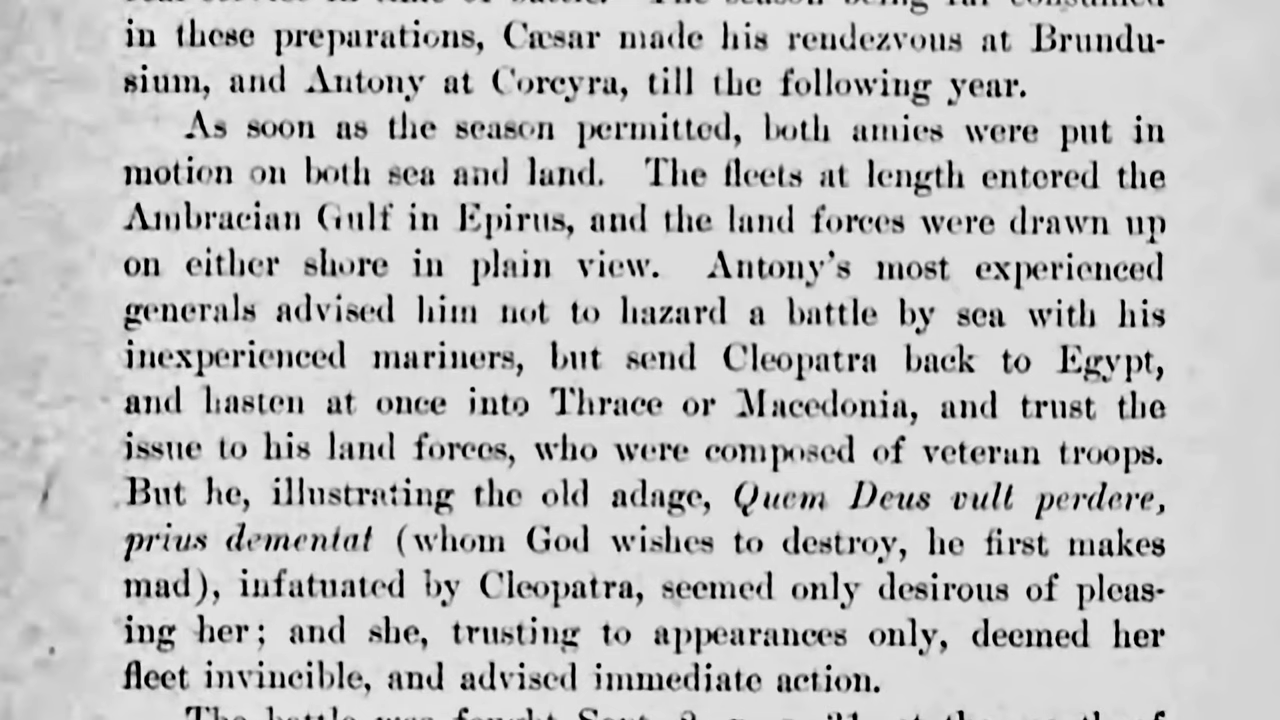 in these preparations, Cæsar made his rendezvous at Brundu-
sium, and Antony at Corcyra, till the following year.
As soon as the season permitted, both amies were put in
motion on both sea and land. The fleets at length entered the
Ambracian Gulf in Epirus, and the land forces were drawn up
on either shore in plain view. Antony's most experienced
generals advised him not to hazard a battle by sea with his
inexperienced mariners, but send Cleopatra back to Egypt,
and hasten at once into Thrace or Macedonia, and trust the
issue to his land forces, who were composed of veteran troops.
But he, illustrating the old adage, Quem Deus vult perdere,
prius dementat (whom God wishes to destroy, he first makes
mad), infatuated by Cleopatra, seemed only desirous of pleas-
ing her; and she, trusting to appearances only, deemed her
fleet invincible, and advised immediate action.